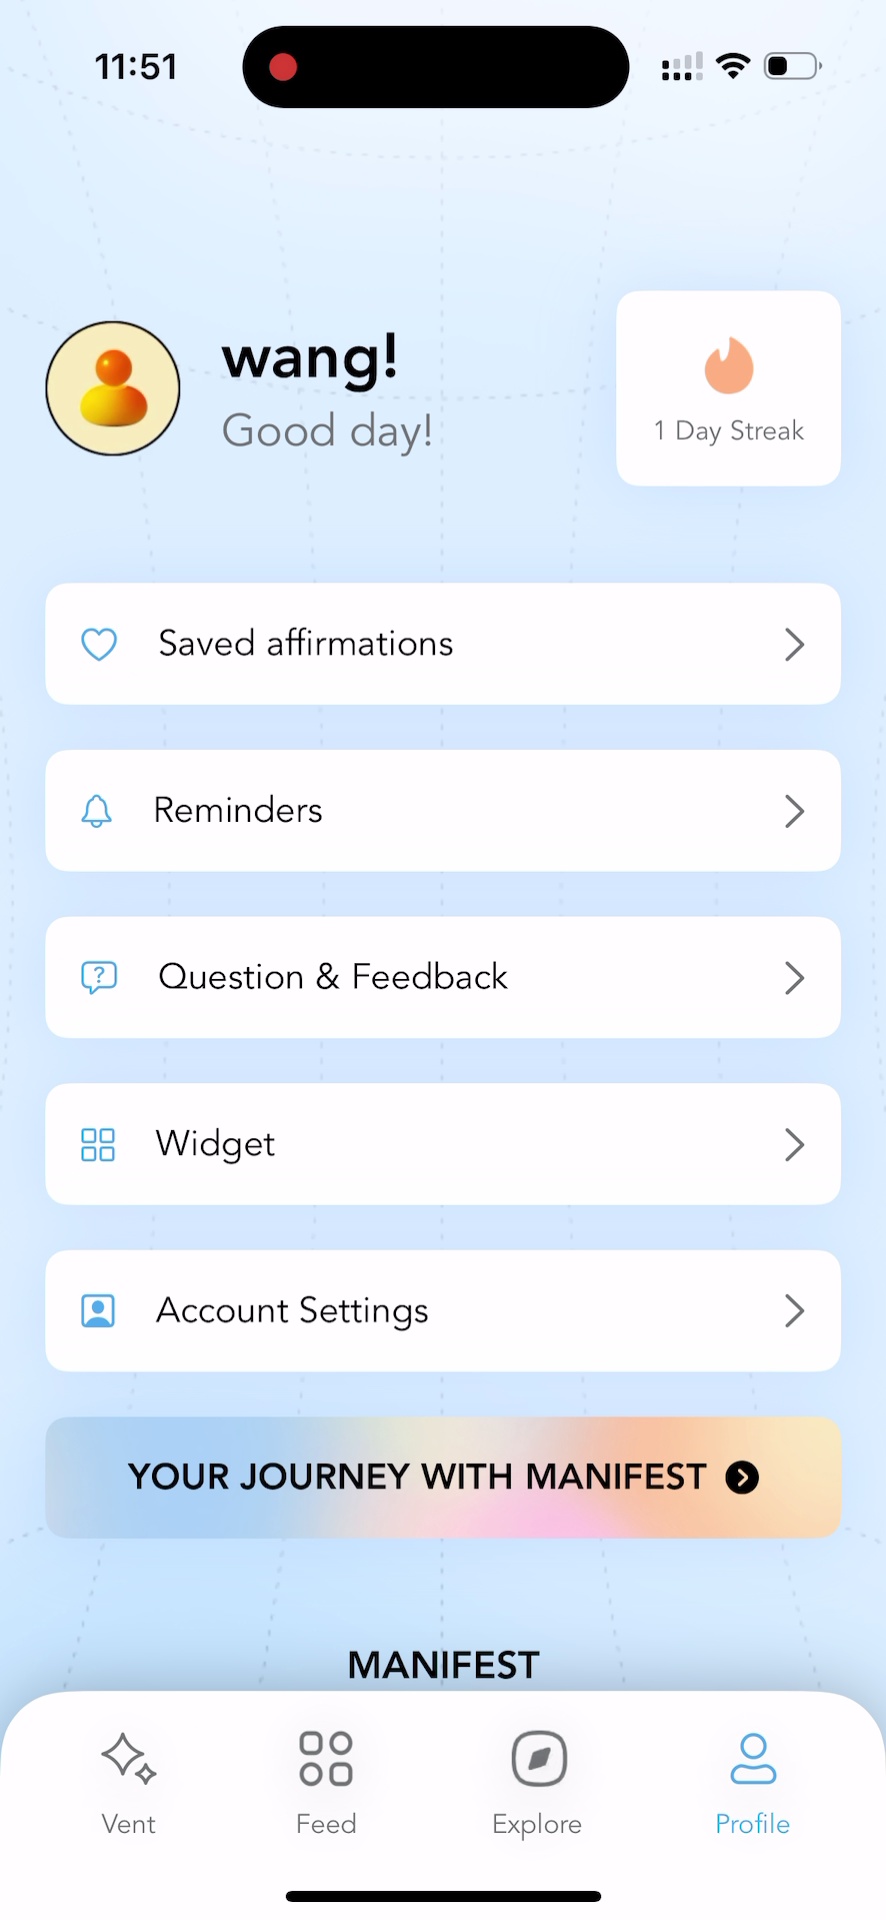 11:51
wang!
Good day!
1 Day Streak
Saved affirmations
Reminders
?
Question & Feedback
Widget
Account Settings
YOUR JOURNEY WITH MANIFEST
MANIFEST
Vent
Feed
Explore
Profile